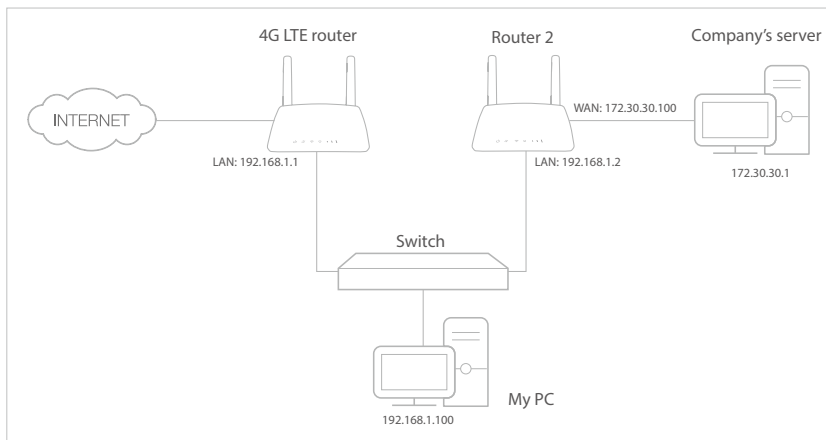 4G LTE router
Router 2
Company’s server
INTERNET
WAN: 172.30.30.100
LAN: 192.168.1.1
LAN: 192.168.1.2
172.30.30.1
Switch
My PC
192.168.1.100